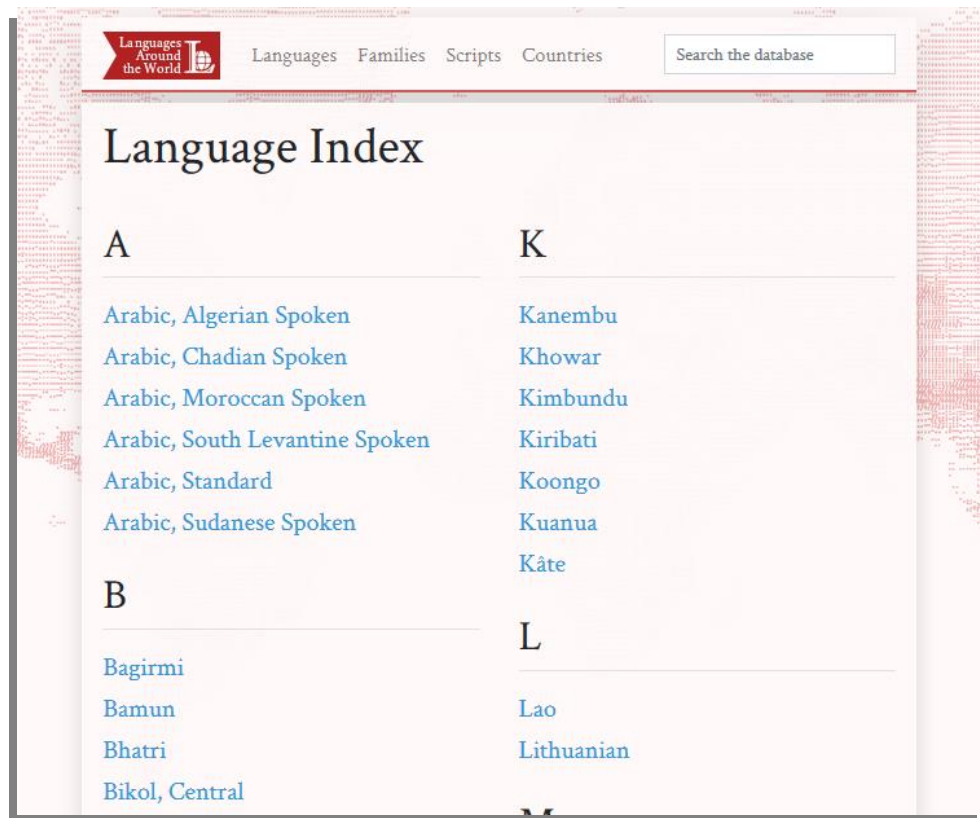 Languages
Around
the World
Languages Families Scripts Countries
Search the database
Language Index
A
Arabic, Algerian Spoken
Arabic, Chadian Spoken
Arabic, Moroccan Spoken
Arabic, South Levantine Spoken
Arabic, Standard
Arabic, Sudanese Spoken
B
Bagirmi
Bamun
Bhatri
Bikol, Central
K
Kanembu
Khowar
Kimbundu
Kiribati
Koongo
Kuanua
Kâte
L
Lao
Lithuanian